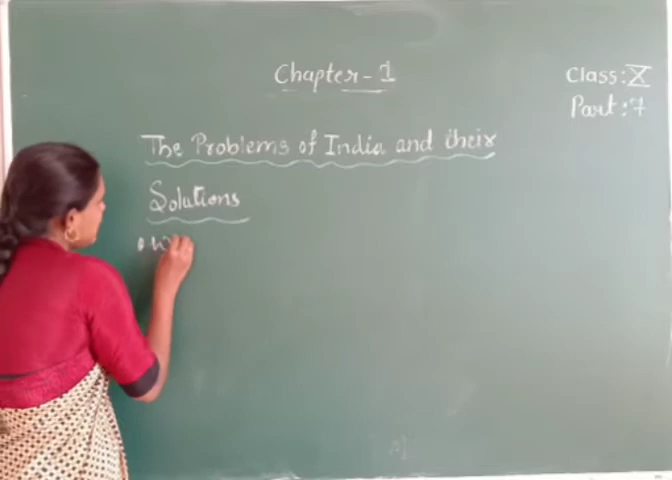 Chapter - 1
Class: X
Part: 7
The Problems of India and their
Solutions